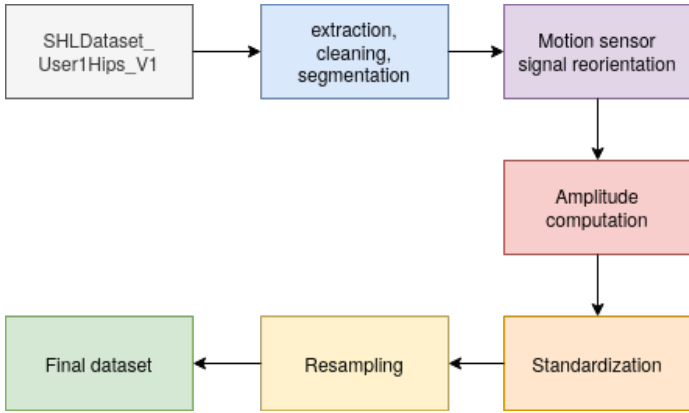 SHLDataset_
User1Hips_V1
extraction,
cleaning,
segmentation
Motion sensor
signal reorientation
Amplitude
computation
Standardization
Resampling
Final dataset